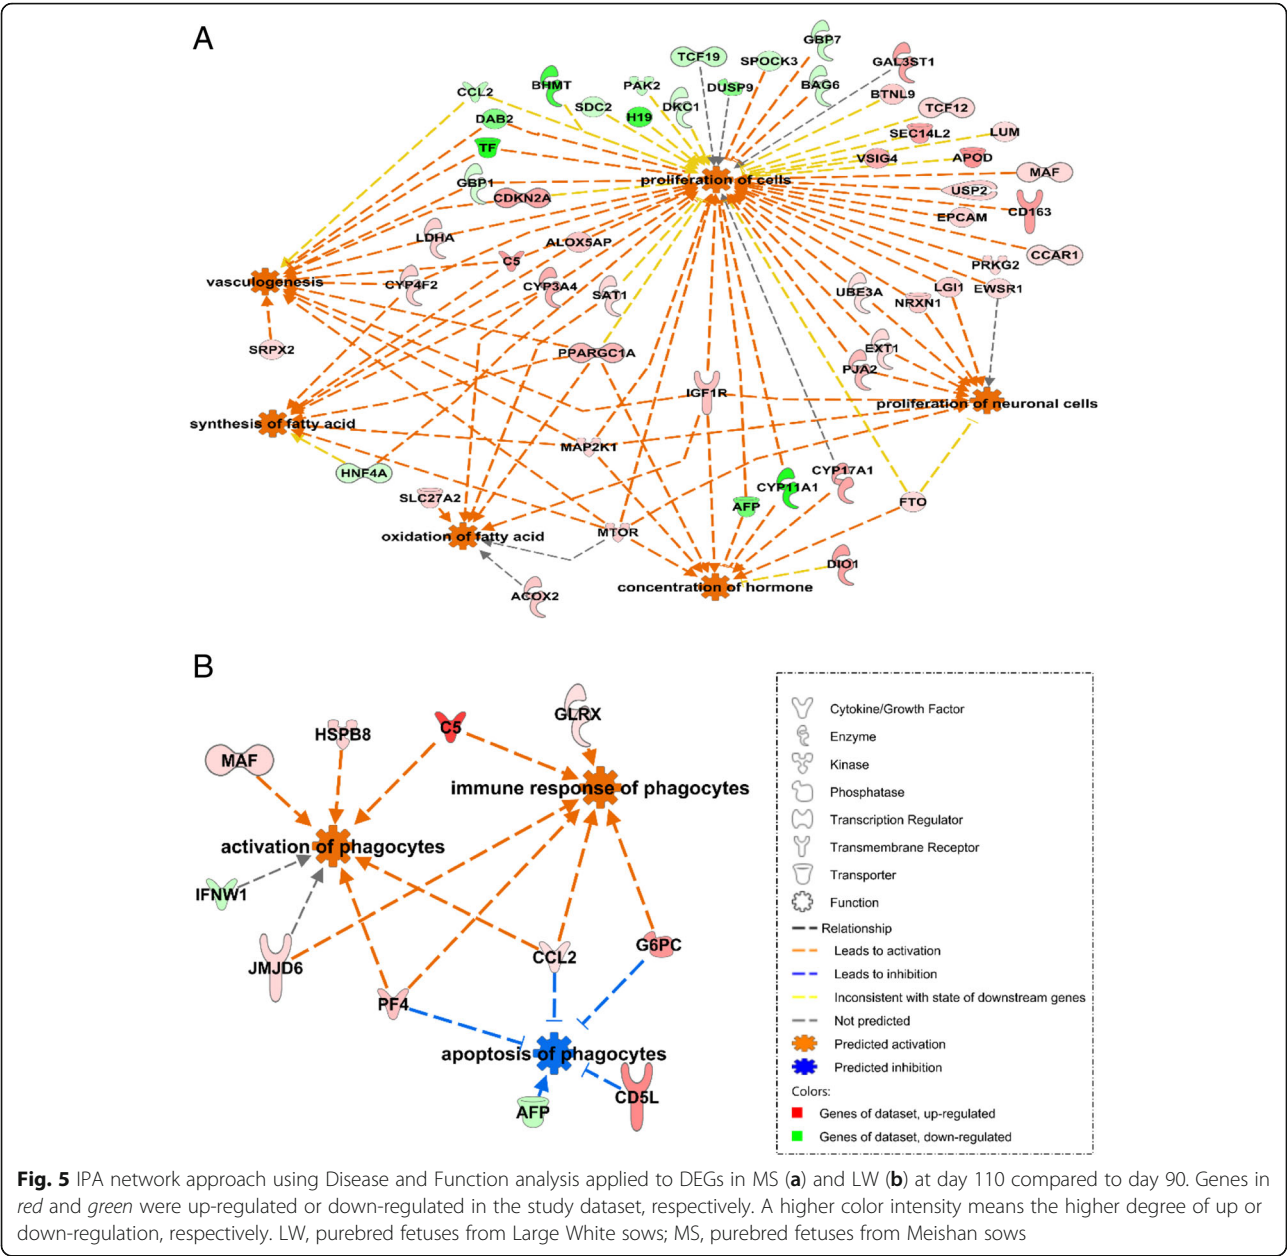 A
GBP7
TCF19
SPOCK3
GAL3ST1
BHMT
PAK2
DUSP9
BAG6
CCL2
BTNL9
SDC2
DKC1
TCF12
DAB2
H19
SEC14L2
LUM
TF
VSIG4
APOD
MAF
GBP1
proliferation of cells
USP2
CDKN2A
CD163
EPCAM
LDHA
ALOX5AP
CCAR1
C5
PRKG2
vasculogenesis
CYP4F2
CYP3A4
SAT1
UBE3A
LGI1
EWSR1
NRXN1
SRPX2
PPARGC1A
EXT1
PJA2
IGF1R
proliferation of neuronal cells
synthesis of fatty acid
MAP2K1
HNF4A
CYP17A1
CYP11A1
SLC27A2
AFP
FTO
oxidation of fatty acid
MTOR
DIO1
concentration of hormone
ACOX2
B
GLRX
HSPB8
C5
MAF
immune response of phagocytes
activation of phagocytes
IFNW1
G6PC
CCL2
JMJD6
PF4
apoptosis of phagocytes
CD5L
AFP
Cytokine/Growth Factor
Enzyme
Kinase
Phosphatase
Transcription Regulator
Transmembrane Receptor
Transporter
Function
Relationship
Leads to activation
Leads to inhibition
Inconsistent with state of downstream genes
Not predicted
Predicted activation
Predicted inhibition
Colors:
Genes of dataset, up-regulated
Genes of dataset, down-regulated
Fig. 5 IPA network approach using Disease and Function analysis applied to DEGs in MS (a) and LW (b) at day 110 compared to day 90. Genes in
red and green were up-regulated or down-regulated in the study dataset, respectively. A higher color intensity means the higher degree of up or
down-regulation, respectively. LW, purebred fetuses from Large White sows; MS, purebred fetuses from Meishan sows